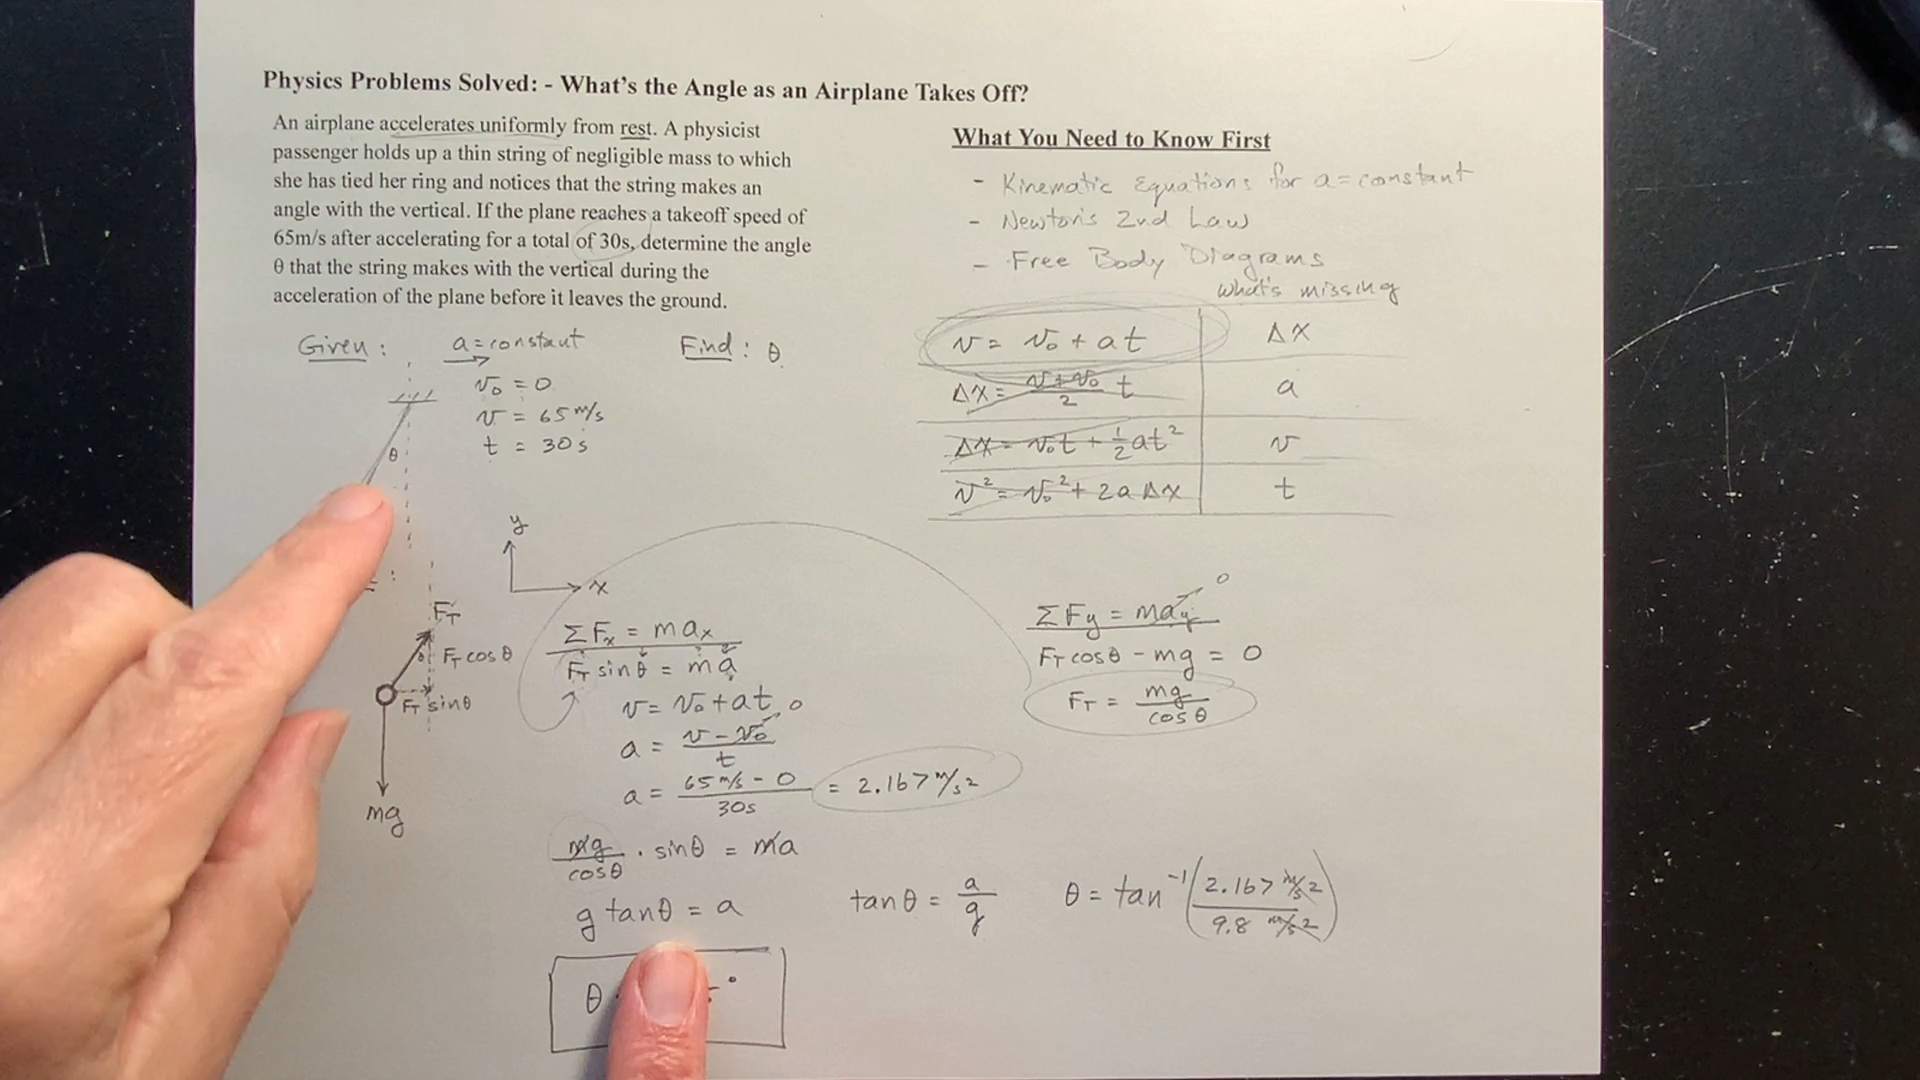 Physics Problems Solved: - What's the Angle as an Airplane Takes Off?
An airplane accelerates uniformly from rest. A physicist
passenger holds up a thin string of negligible mass to which
she has tied her ring and notices that the string makes an
angle with the vertical. If the plane reaches a takeoff speed of
65m/s after accelerating for a total of 30s, determine the angle
θ that the string makes with the vertical during the
acceleration of the plane before it leaves the ground.
What You Need to Know First
- Kinematic Equations for a = constant
- Newton's 2nd Law
- Free Body Diagrams
what's missing
v = v₀ + at Δx
Δx = (v + v₀)/2 t a
Δx = v₀t + ½at² v
v² = v₀² + 2aΔx t
Given: a = constant
v₀ = 0
v = 65 m/s
t = 30 s
Find: θ
θ
y
x
F_T
θ
F_T cos θ
F_T sin θ
mg
ΣF_x = ma_x
F_T sin θ = ma
v = v₀ + at
a = (v - v₀)/t 0
a = (65 m/s - 0)/30s = 2.167 m/s²
mg/cos θ · sin θ = ma
g tan θ = a
tan θ = a/g
θ = tan⁻¹(2.167 m/s² / 9.8 m/s²)
θ °
ΣF_y = ma_y 0
F_T cos θ - mg = 0
F_T = mg/cos θ